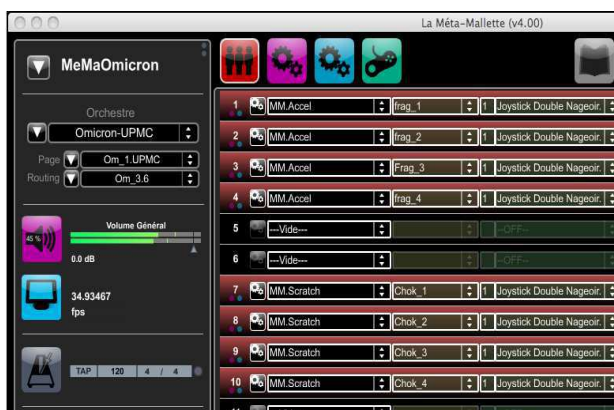 La Méta-Mallette (v4.00)
MeMaOmicron
Orchestre
Omicron-UPMC
Page Om_1.UPMC
Routing Om_3.6
45 %
Volume Général
0.0 dB
34.93467
fps
TAP 120 4 / 4
1 MM.Accel frag_1 1 Joystick Double Nageoir.
2 MM.Accel frag_2 1 Joystick Double Nageoir.
3 MM.Accel Frag_3 1 Joystick Double Nageoir.
4 MM.Accel frag_4 1 Joystick Double Nageoir.
5 ---Vide--- --OFF--
6 ---Vide--- --OFF--
7 MM.Scratch Chok_1 1 Joystick Double Nageoir.
8 MM.Scratch Chok_2 1 Joystick Double Nageoir.
9 MM.Scratch Chok_3 1 Joystick Double Nageoir.
10 MM.Scratch Chok_4 1 Joystick Double Nageoir.